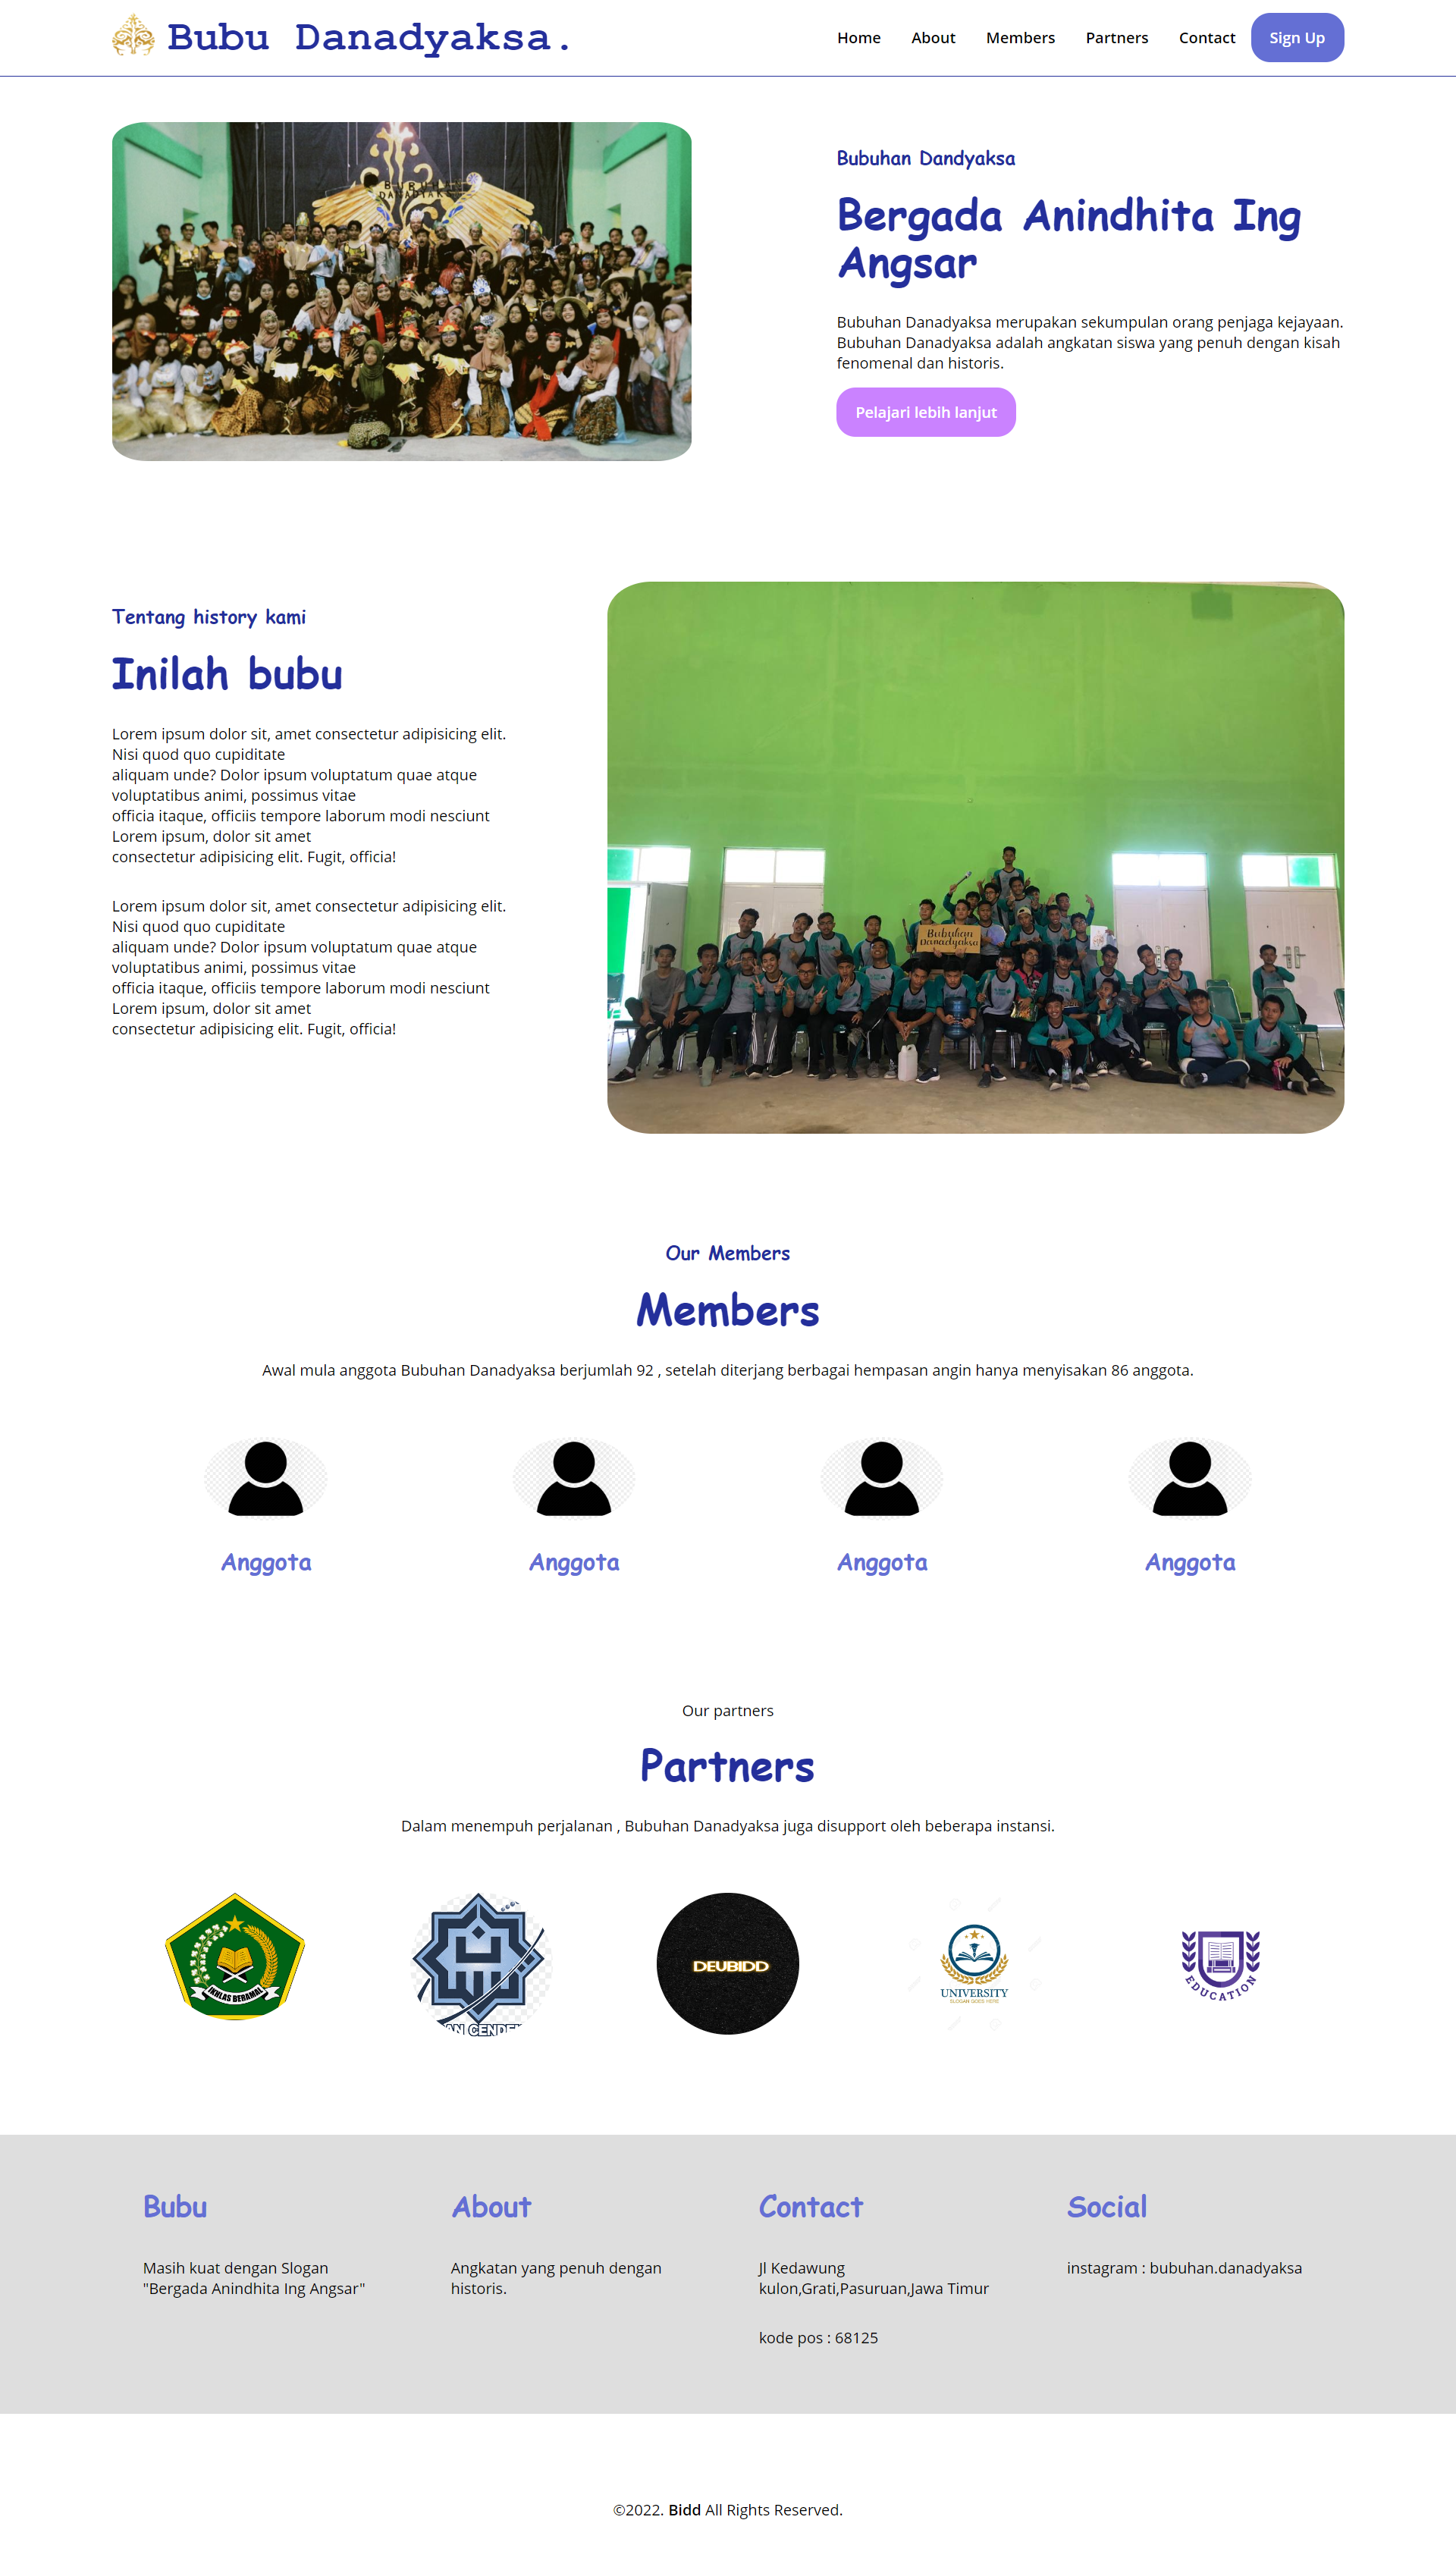 Bubu Danadyaksa.
Home About Members Partners Contact Sign Up
BUBUHAN
DANADYAKSA
Bubuhan Dandyaksa
Bergada Anindhita Ing
Angsar
Bubuhan Danadyaksa merupakan sekumpulan orang penjaga kejayaan.
Bubuhan Danadyaksa adalah angkatan siswa yang penuh dengan kisah
fenomenal dan historis.
Pelajari lebih lanjut
Tentang history kami
Inilah bubu
Lorem ipsum dolor sit, amet consectetur adipisicing elit.
Nisi quod quo cupiditate
aliquam unde? Dolor ipsum voluptatum quae atque
voluptatibus animi, possimus vitae
officia itaque, officiis tempore laborum modi nesciunt
Lorem ipsum, dolor sit amet
consectetur adipisicing elit. Fugit, officia!
Lorem ipsum dolor sit, amet consectetur adipisicing elit.
Nisi quod quo cupiditate
aliquam unde? Dolor ipsum voluptatum quae atque
voluptatibus animi, possimus vitae
officia itaque, officiis tempore laborum modi nesciunt
Lorem ipsum, dolor sit amet
consectetur adipisicing elit. Fugit, officia!
Bubuhan
Danadyaksa
Our Members
Members
Awal mula anggota Bubuhan Danadyaksa berjumlah 92 , setelah diterjang berbagai hempasan angin hanya menyisakan 86 anggota.
Anggota Anggota Anggota Anggota
Our partners
Partners
Dalam menempuh perjalanan , Bubuhan Danadyaksa juga disupport oleh beberapa instansi.
IKHLAS BERAMAL
AN CENDEK
DEUBIDD
UNIVERSITY
SLOGAN GOES HERE
EDUCATION
Bubu
Masih kuat dengan Slogan
"Bergada Anindhita Ing Angsar"
About
Angkatan yang penuh dengan
historis.
Contact
Jl Kedawung
kulon,Grati,Pasuruan,Jawa Timur
kode pos : 68125
Social
instagram : bubuhan.danadyaksa
©2022. Bidd All Rights Reserved.